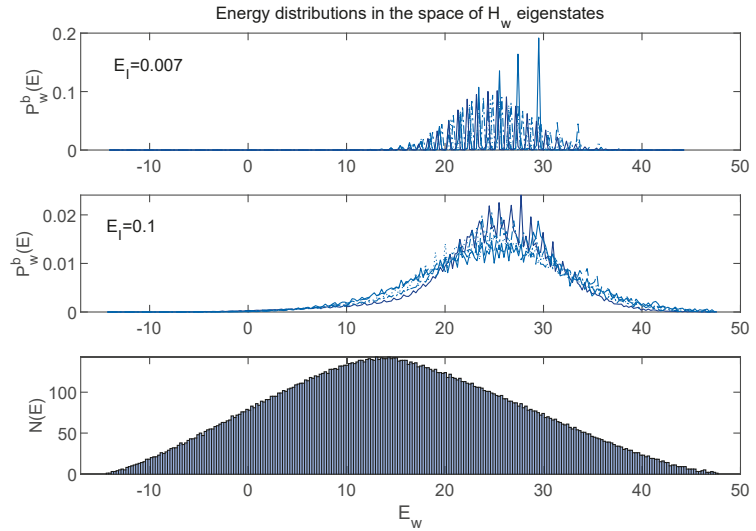 Energy distributions in the space of H_w eigenstates
0.2
0.1
0
P_w^b(E)
E_I=0.007
-10 0 10 20 30 40 50
0.02
0.01
0
P_w^b(E)
E_I=0.1
-10 0 10 20 30 40 50
100
50
0
N(E)
-10 0 10 20 30 40 50
E_w